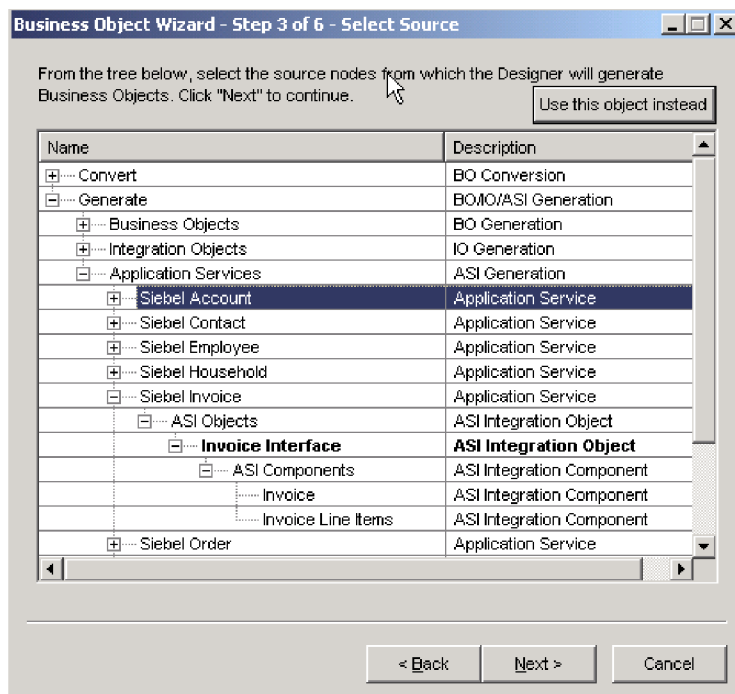 Business Object Wizard - Step 3 of 6 - Select Source
From the tree below, select the source nodes from which the Designer will generate
Business Objects. Click "Next" to continue.
Use this object instead
Name Description
Convert BO Conversion
Generate BO/IO/ASI Generation
Business Objects BO Generation
Integration Objects IO Generation
Application Services ASI Generation
Siebel Account Application Service
Siebel Contact Application Service
Siebel Employee Application Service
Siebel Household Application Service
Siebel Invoice Application Service
ASI Objects ASI Integration Object
Invoice Interface ASI Integration Object
ASI Components ASI Integration Component
Invoice ASI Integration Component
Invoice Line Items ASI Integration Component
Siebel Order Application Service
< Back Next > Cancel